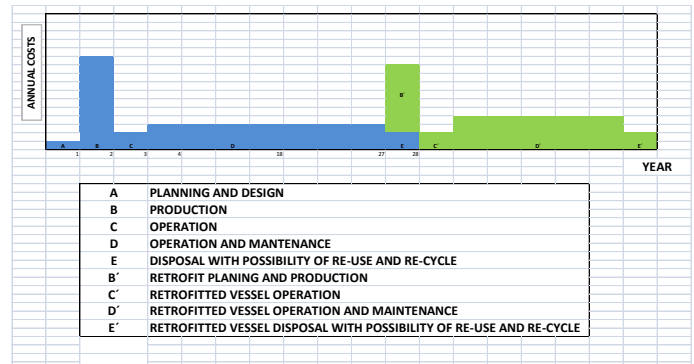 ANNUAL COSTS
B´
A B C D E C´ D´ E´
1 2 3 4 18 27 28
YEAR
A PLANNING AND DESIGN
B PRODUCTION
C OPERATION
D OPERATION AND MANTENANCE
E DISPOSAL WITH POSSIBILITY OF RE-USE AND RE-CYCLE
B´ RETROFIT PLANING AND PRODUCTION
C´ RETROFITTED VESSEL OPERATION
D´ RETROFITTED VESSEL OPERATION AND MAINTENANCE
E´ RETROFITTED VESSEL DISPOSAL WITH POSSIBILITY OF RE-USE AND RE-CYCLE